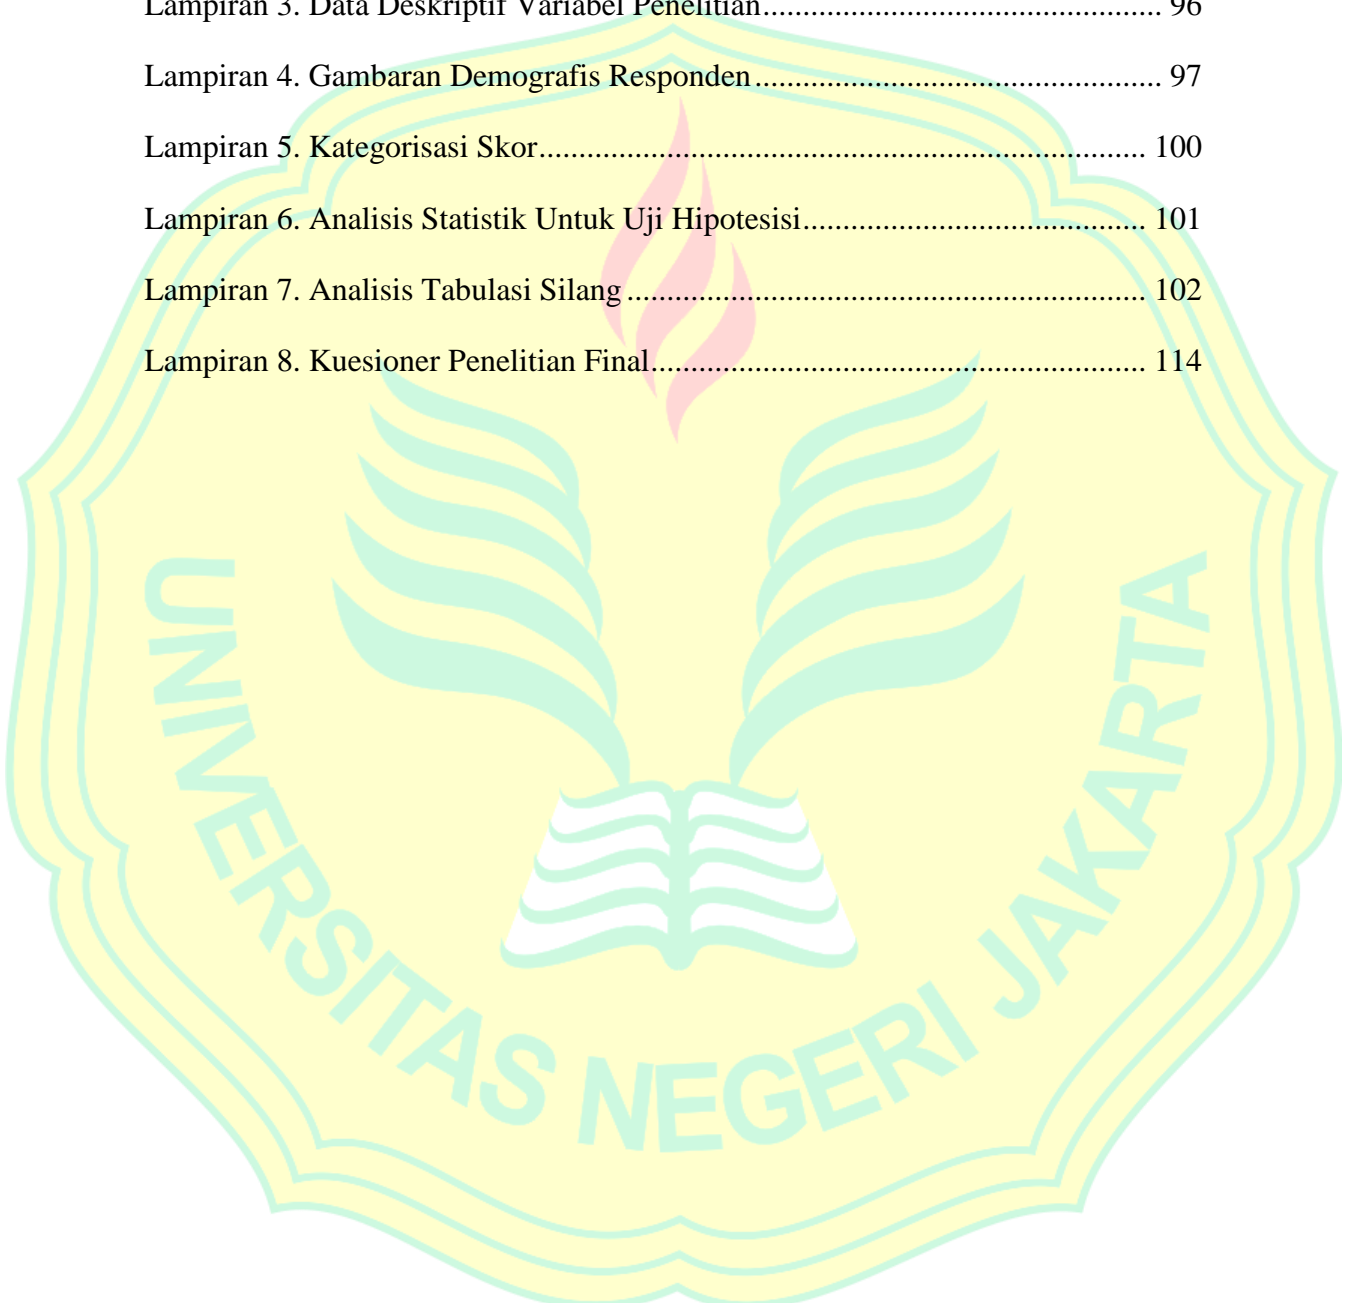 Lampiran 3. Data Deskriptif Variabel Penelitian.................................................. 96
Lampiran 4. Gambaran Demografis Responden................................................... 97
Lampiran 5. Kategorisasi Skor............................................................................ 100
Lampiran 6. Analisis Statistik Untuk Uji Hipotesisi........................................... 101
Lampiran 7. Analisis Tabulasi Silang................................................................. 102
Lampiran 8. Kuesioner Penelitian Final.............................................................. 114
UNIVERSITAS NEGERI JAKARTA